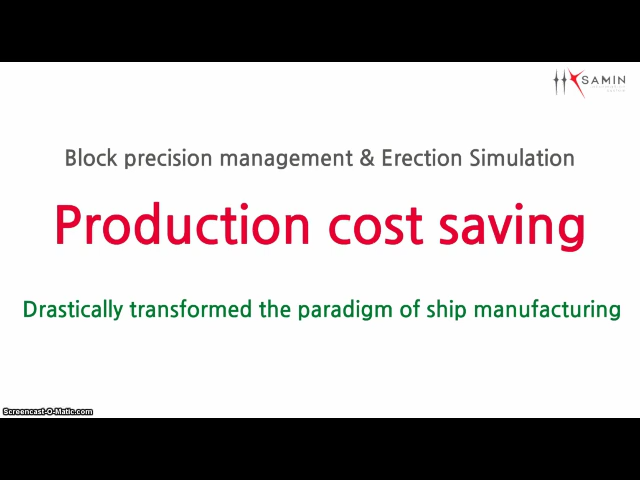 SAMIN
Block precision management & Erection Simulation
Production cost saving
Drastically transformed the paradigm of ship manufacturing
Screencast-O-Matic.com